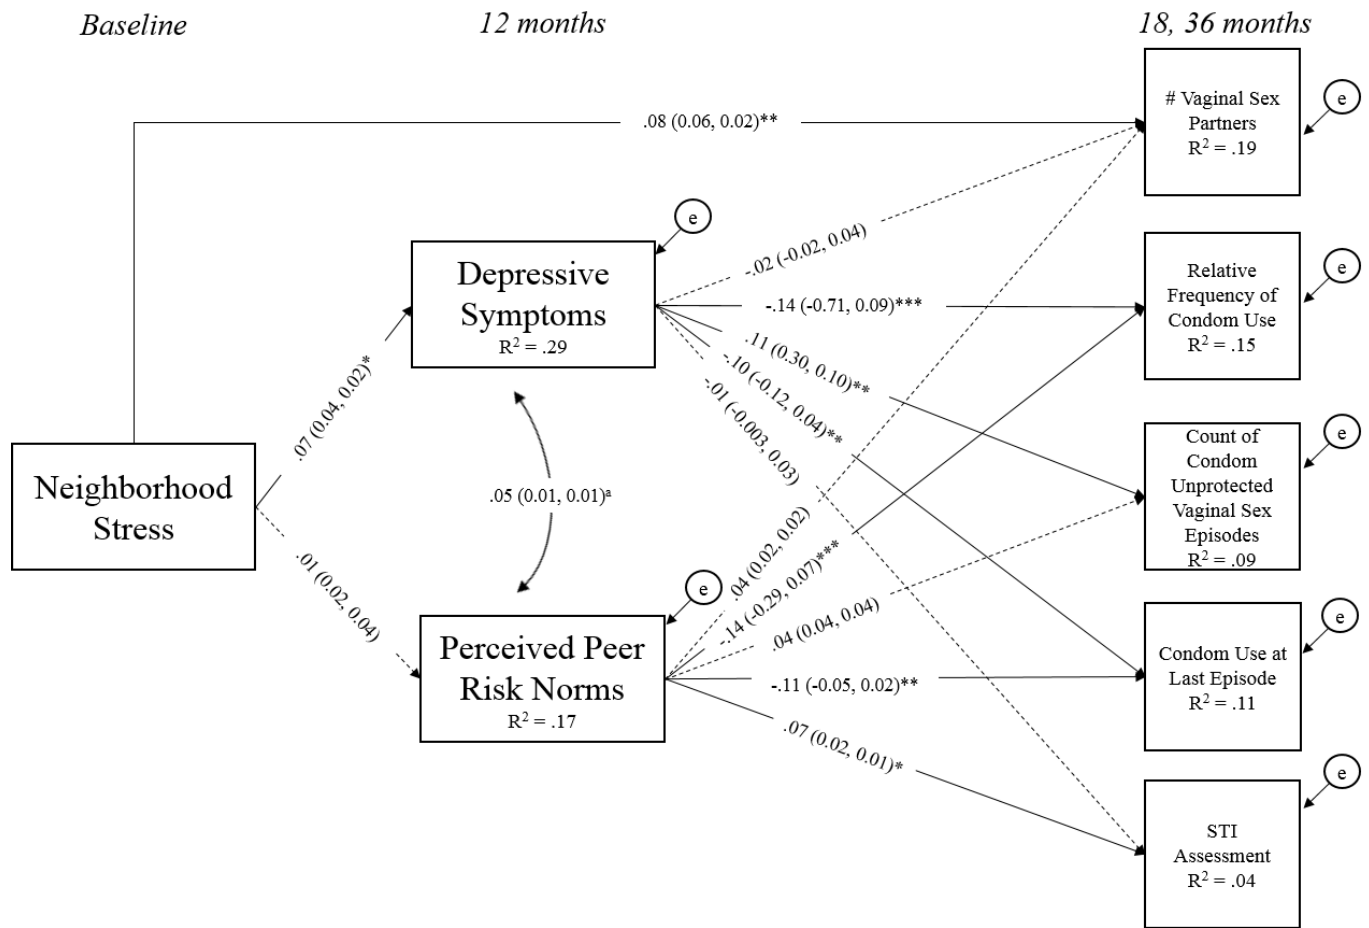 Baseline
12 months
18, 36 months
# Vaginal Sex
Partners
R² = .19
e
.08 (0.06, 0.02)**
e
Depressive
Symptoms
R² = .29
-.02 (-0.02, 0.04)
-.14 (-0.71, 0.09)***
.11 (0.30, 0.10)**
-.10 (-0.12, 0.04)**
-.01 (-0.003, 0.03)
Relative
Frequency of
Condom Use
R² = .15
e
.07 (0.04, 0.02)*
Neighborhood
Stress
.05 (0.01, 0.01)ᵃ
Count of
Condom
Unprotected
Vaginal Sex
Episodes
R² = .09
e
.01 (0.02, 0.04)
e
Perceived Peer
Risk Norms
R² = .17
.04 (0.02, 0.02)
-.14 (-0.29, 0.07)***
.04 (0.04, 0.04)
-.11 (-0.05, 0.02)**
.07 (0.02, 0.01)*
Condom Use at
Last Episode
R² = .11
e
STI
Assessment
R² = .04
e